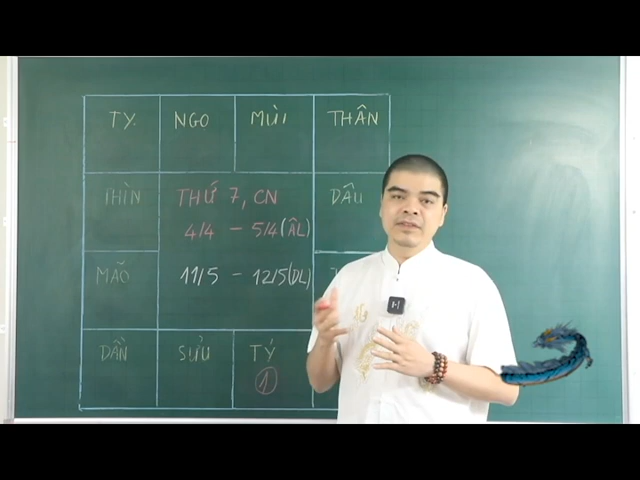 TỴ NGỌ MÙI THÂN
THÌN THỨ 7, CN DẬU
4/4 - 5/4 (ÂL)
MÃO 11/5 - 12/5 (DL)
DẦN SỬU TÝ
1